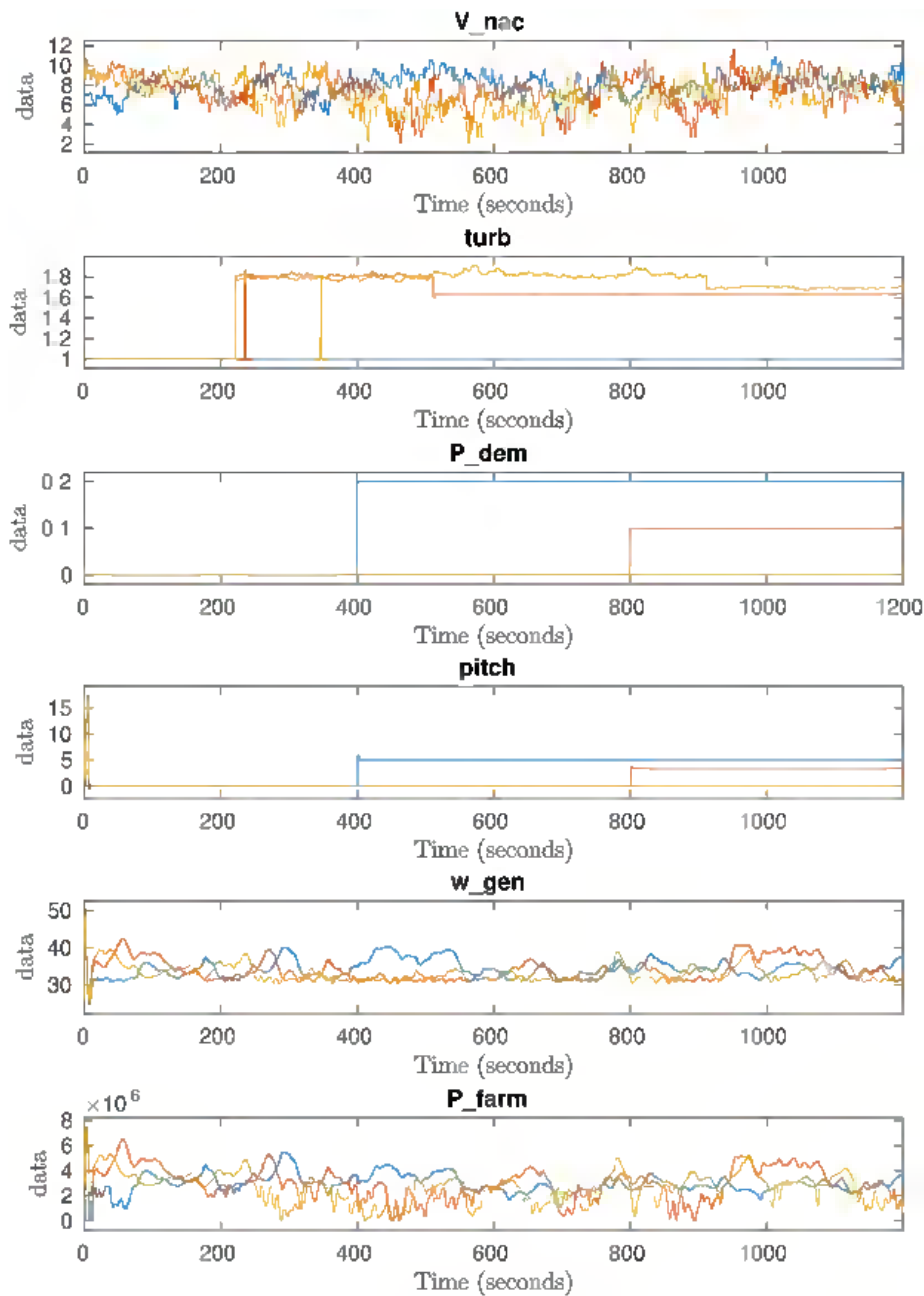 V_nac
12
10
8
6
4
2
data
0 200 400 600 800 1000
Time (seconds)
turb
1.8
1.6
1.4
1.2
1
data
0 200 400 600 800 1000
Time (seconds)
P_dem
0 2
0 1
0
data
0 200 400 600 800 1000 1200
Time (seconds)
pitch
15
10
5
0
data
0 200 400 600 800 1000
Time (seconds)
w_gen
50
40
30
data
0 200 400 600 800 1000
Time (seconds)
P_farm
×10^6
8
6
4
2
0
data
0 200 400 600 800 1000
Time (seconds)